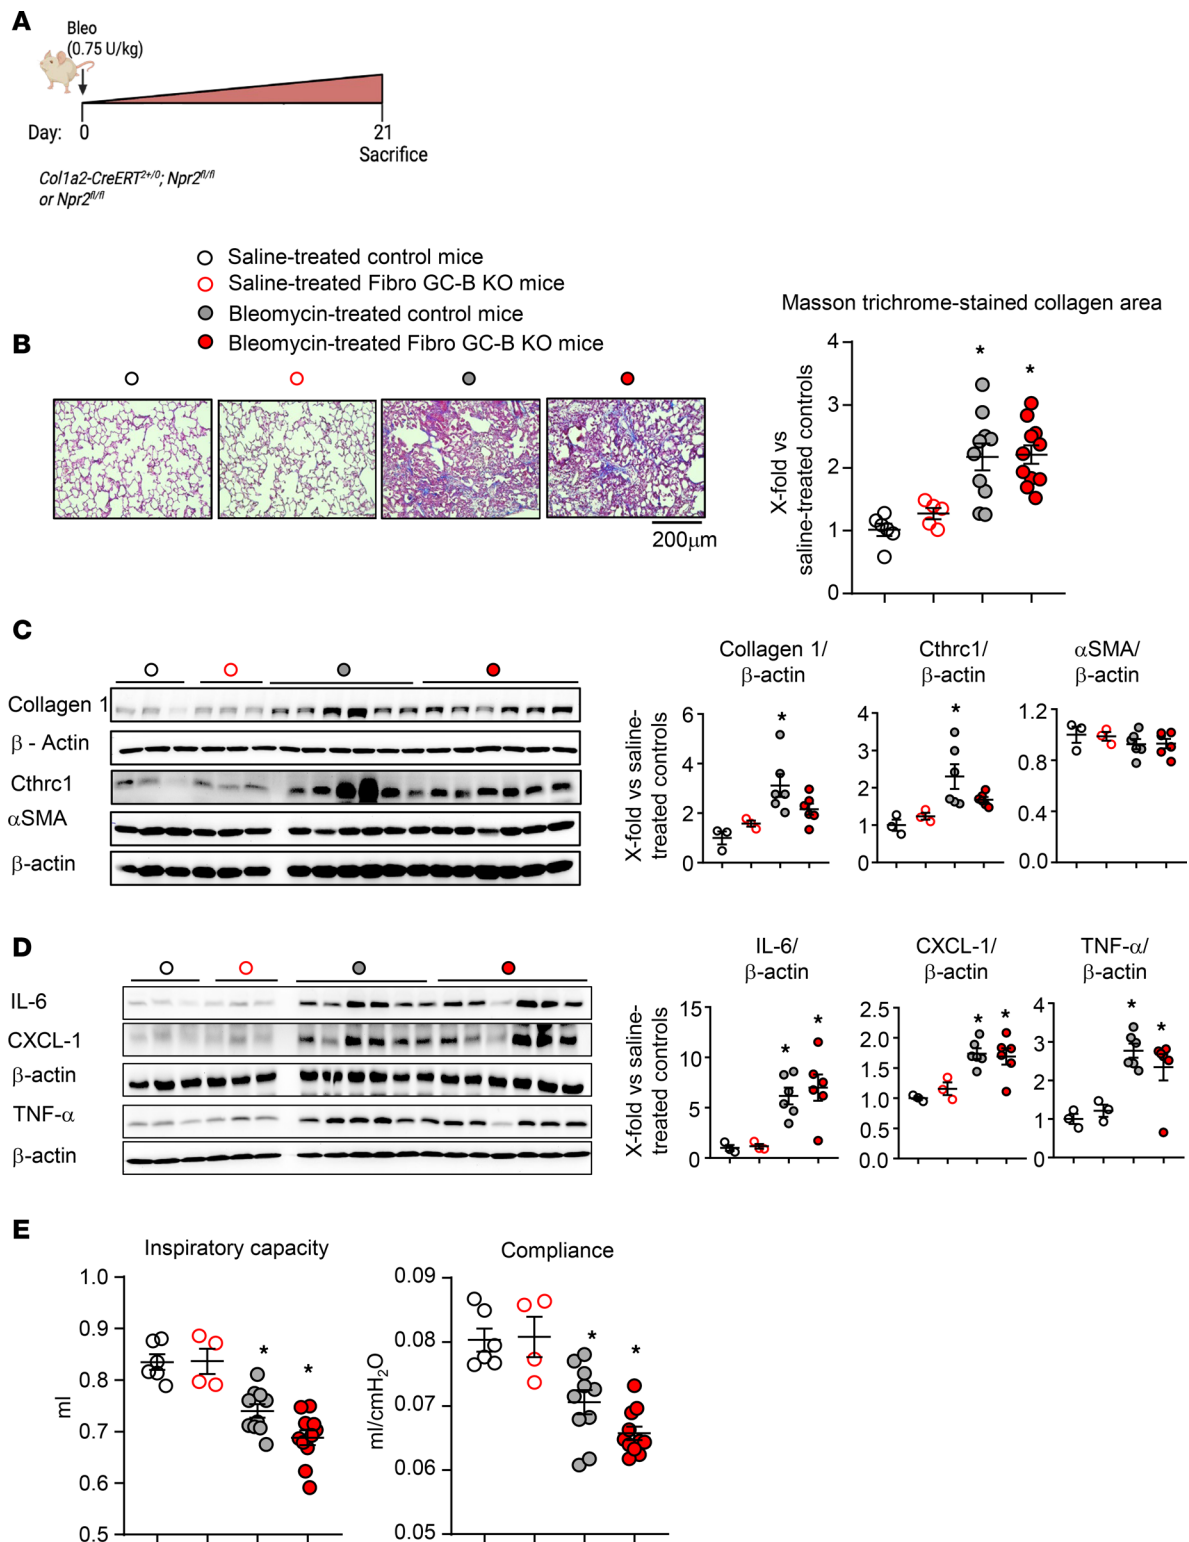 A
Bleo
(0.75 U/kg)
Day: 0 21
Sacrifice
Col1a2-CreERT2+/0; Npr2fl/fl
or Npr2fl/fl
Saline-treated control mice
Saline-treated Fibro GC-B KO mice
Bleomycin-treated control mice
Bleomycin-treated Fibro GC-B KO mice
B
200μm
Masson trichrome-stained collagen area
X-fold vs
saline-treated controls
4
*
*
3
2
1
0
C
Collagen 1
β - Actin
Cthrc1
αSMA
β-actin
Collagen 1/
β-actin
X-fold vs saline-
treated controls
6
*
4
2
0
Cthrc1/
β-actin
4
*
3
2
1
0
αSMA/
β-actin
1.2
0.8
0.4
0.0
D
IL-6
CXCL-1
β-actin
TNF-α
β-actin
IL-6/
β-actin
X-fold vs saline-
treated controls
15
*
10
*
5
0
CXCL-1/
β-actin
2.5
* *
2.0
1.5
1.0
0.5
0.0
TNF-α/
β-actin
4
*
*
3
2
1
0
E
Inspiratory capacity
ml
1.0
0.9
*
*
0.8
0.7
0.6
0.5
Compliance
ml/cmH2O
0.09
0.08
*
*
0.07
0.06
0.05